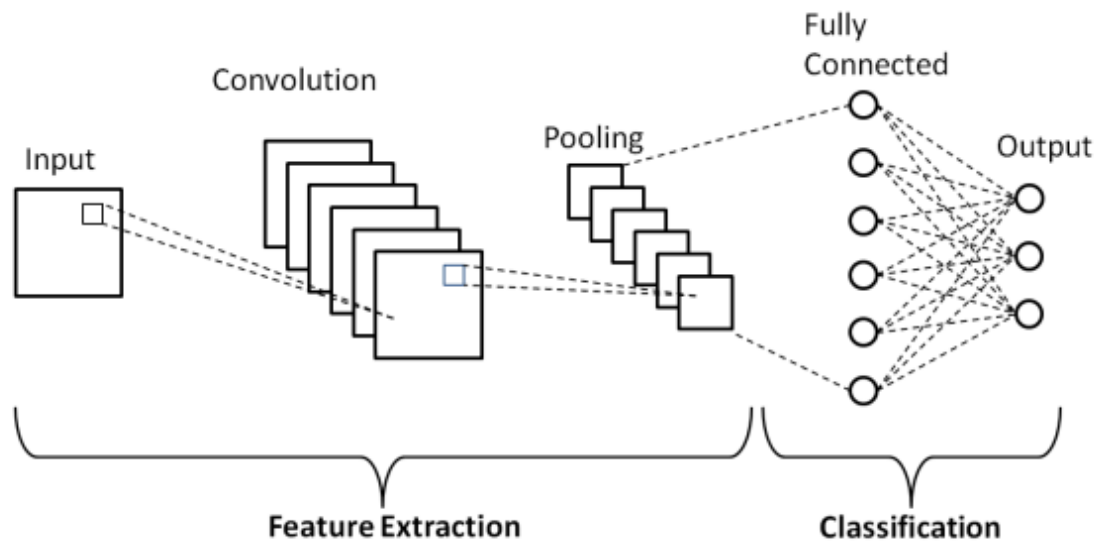 Input
Convolution
Pooling
Fully
Connected
Output
Feature Extraction
Classification